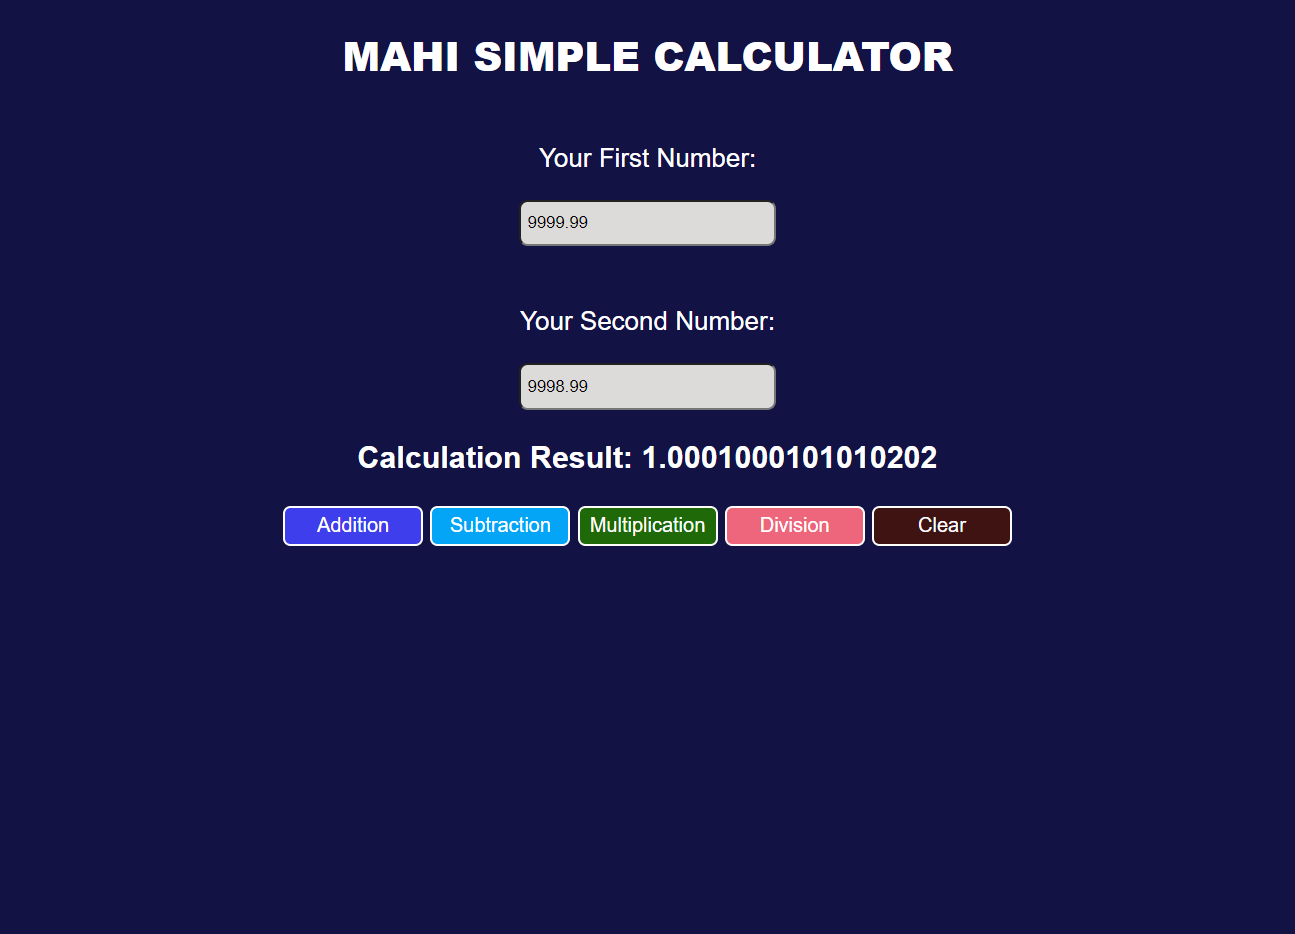 MAHI SIMPLE CALCULATOR
Your First Number:
9999.99
Your Second Number:
9998.99
Calculation Result: 1.0001000101010202
Addition Subtraction Multiplication Division Clear